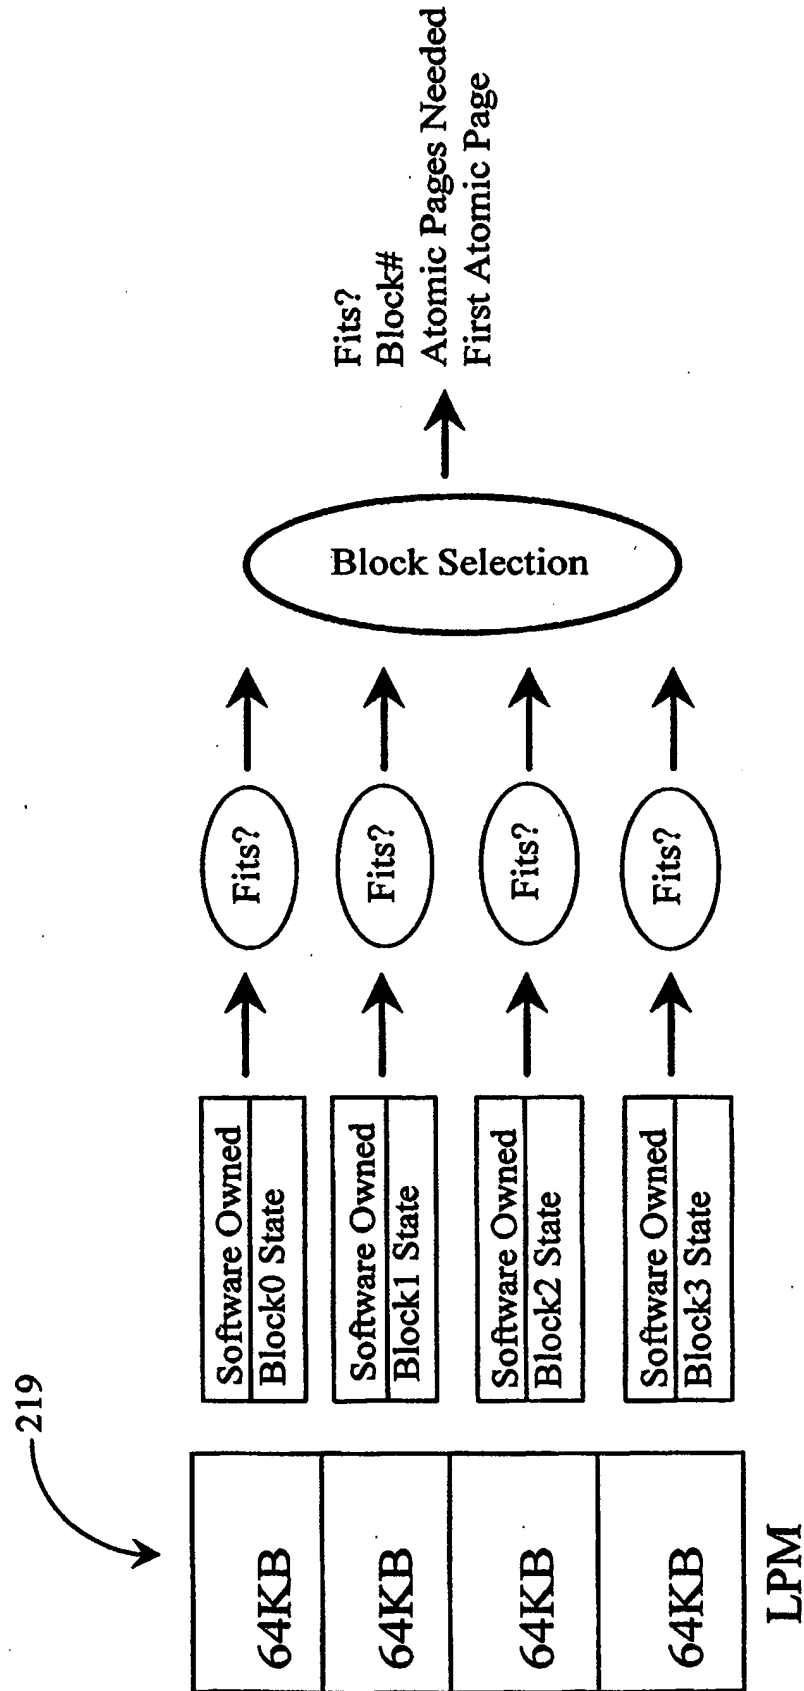 219
64KB
64KB
64KB
64KB
LPM
Software Owned
Block0 State
Software Owned
Block1 State
Software Owned
Block2 State
Software Owned
Block3 State
Fits?
Fits?
Fits?
Fits?
Block Selection
Fits?
Block#
Atomic Pages Needed
First Atomic Page